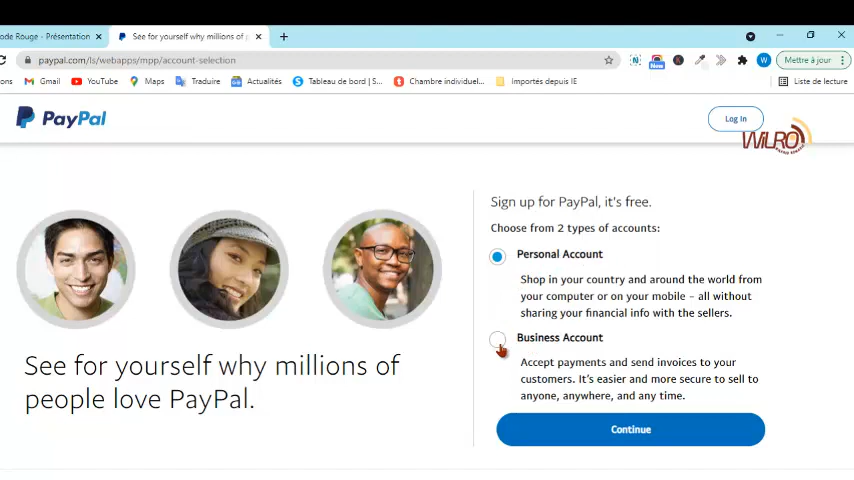 ode Rouge - Présentation
See for yourself why millions of p
paypal.com/ls/webapps/mpp/account-selection
New
W
Mettre à jour
ons
Gmail
YouTube
Maps
Traduire
Actualités
Tableau de bord | S...
Chambre individuel...
Importés depuis IE
Liste de lecture
PayPal
Log In
WILRO
Sign up for PayPal, it's free.
Choose from 2 types of accounts:
Personal Account
Shop in your country and around the world from
your computer or on your mobile – all without
sharing your financial info with the sellers.
See for yourself why millions of
people love PayPal.
Business Account
Accept payments and send invoices to your
customers. It's easier and more secure to sell to
anyone, anywhere, and any time.
Continue